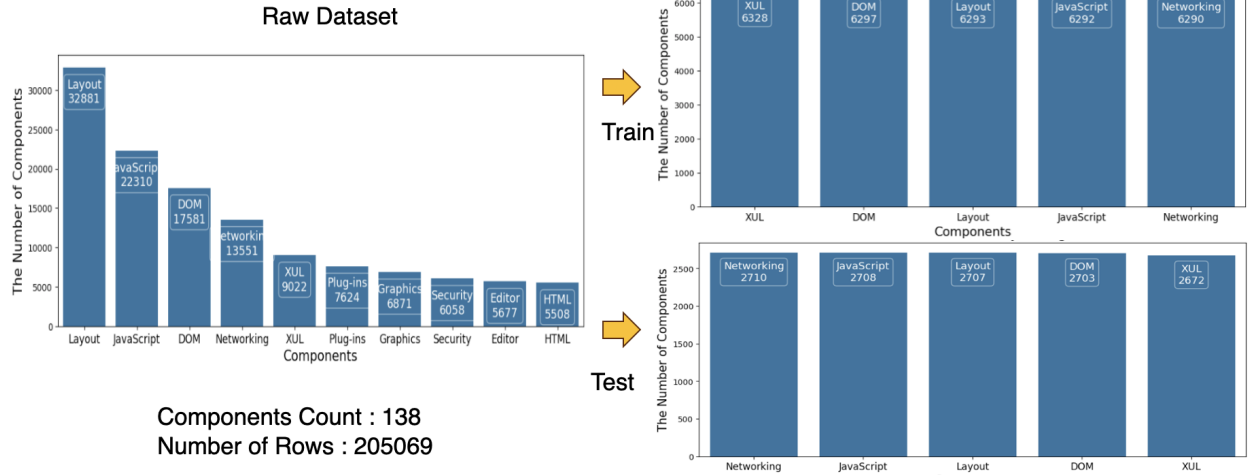 Raw Dataset
The Number of Components
30000
25000
20000
15000
10000
5000
0
Layout
32881
avaScrip
22310
DOM
17581
etworkin
13551
XUL
9022
Plug-ins
7624
Graphics
6871
Security
6058
Editor
5677
HTML
5508
Layout JavaScript DOM Networking XUL Plug-ins Graphics Security Editor HTML
Components
Components Count : 138
Number of Rows : 205069
Train
Test
The Number of Components
6000
5000
4000
3000
2000
1000
0
XUL
6328
DOM
6297
Layout
6293
JavaScript
6292
Networking
6290
XUL DOM Layout JavaScript Networking
Components
The Number of Components
2500
2000
1500
1000
500
0
Networking
2710
JavaScript
2708
Layout
2707
DOM
2703
XUL
2672
Networking JavaScript Layout DOM XUL